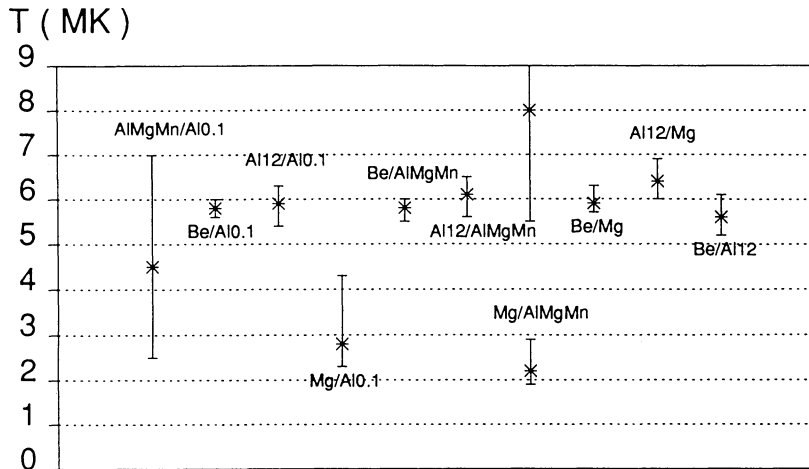 T ( MK )
9
8
7
6
5
4
3
2
1
0
AlMgMn/Al0.1
Be/Al0.1
Al12/Al0.1
Mg/Al0.1
Be/AlMgMn
Al12/AlMgMn
Mg/AlMgMn
Be/Mg
Al12/Mg
Be/Al12